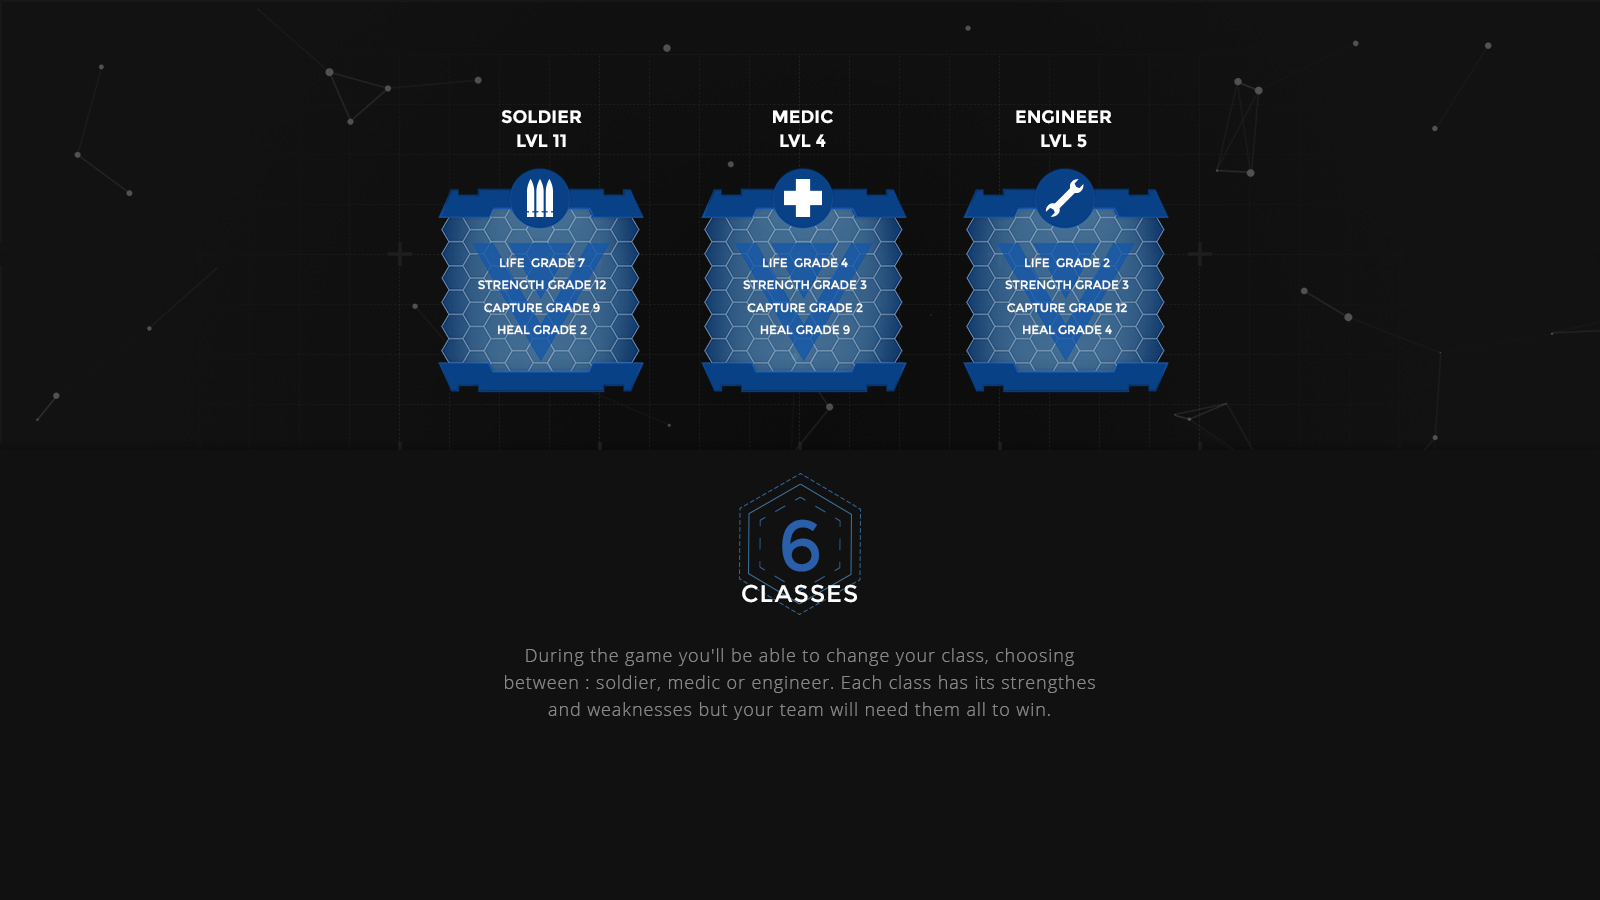 SOLDIER
LVL 11
MEDIC
LVL 4
ENGINEER
LVL 5
LIFE GRADE 7
STRENGTH GRADE 12
CAPTURE GRADE 9
HEAL GRADE 2
LIFE GRADE 4
STRENGTH GRADE 3
CAPTURE GRADE 2
HEAL GRADE 9
LIFE GRADE 2
STRENGTH GRADE 3
CAPTURE GRADE 12
HEAL GRADE 4
6
CLASSES
During the game you'll be able to change your class, choosing
between : soldier, medic or engineer. Each class has its strengthes
and weaknesses but your team will need them all to win.